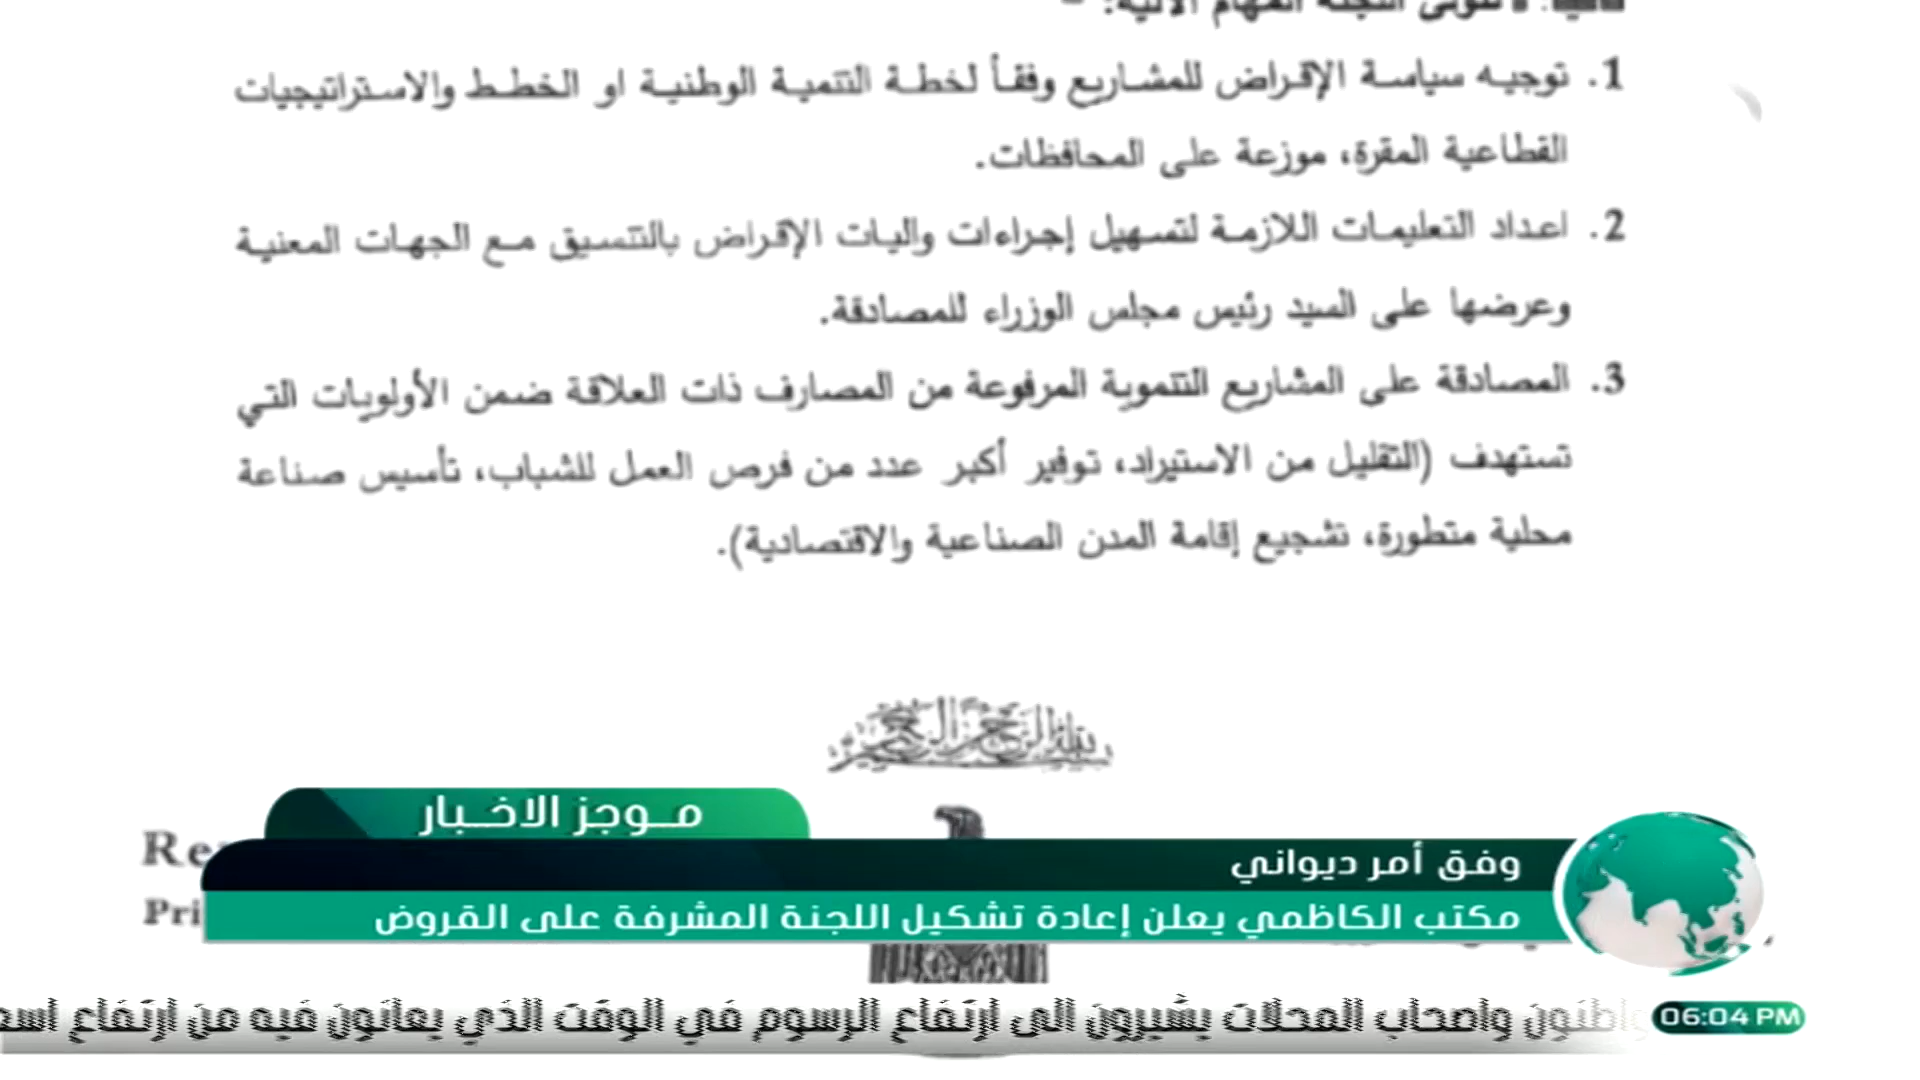 تتولى اللجنة المهام الآتية: -
1. توجيه سياسة الإقراض للمشاريع وفقاً لخطة التنمية الوطنية او الخطط والاستراتيجيات
القطاعية المقرة، موزعة على المحافظات.
2. اعداد التعليمات اللازمة لتسهيل إجراءات واليات الإقراض بالتنسيق مع الجهات المعنية
وعرضها على السيد رئيس مجلس الوزراء للمصادقة.
3. المصادقة على المشاريع التنموية المرفوعة من المصارف ذات العلاقة ضمن الأولويات التي
تستهدف (التقليل من الاستيراد، توفير أكبر عدد من فرص العمل للشباب، تأسيس صناعة
محلية متطورة، تشجيع إقامة المدن الصناعية والاقتصادية).
بسم الله الرحمن الرحيم
موجز الاخبار
وفق أمر ديواني
مكتب الكاظمي يعلن إعادة تشكيل اللجنة المشرفة على القروض
واصحاب المحلات يشيرون الى ارتفاع الرسوم في الوقت الذي يعانون فيه من ارتفاع
06:04 PM